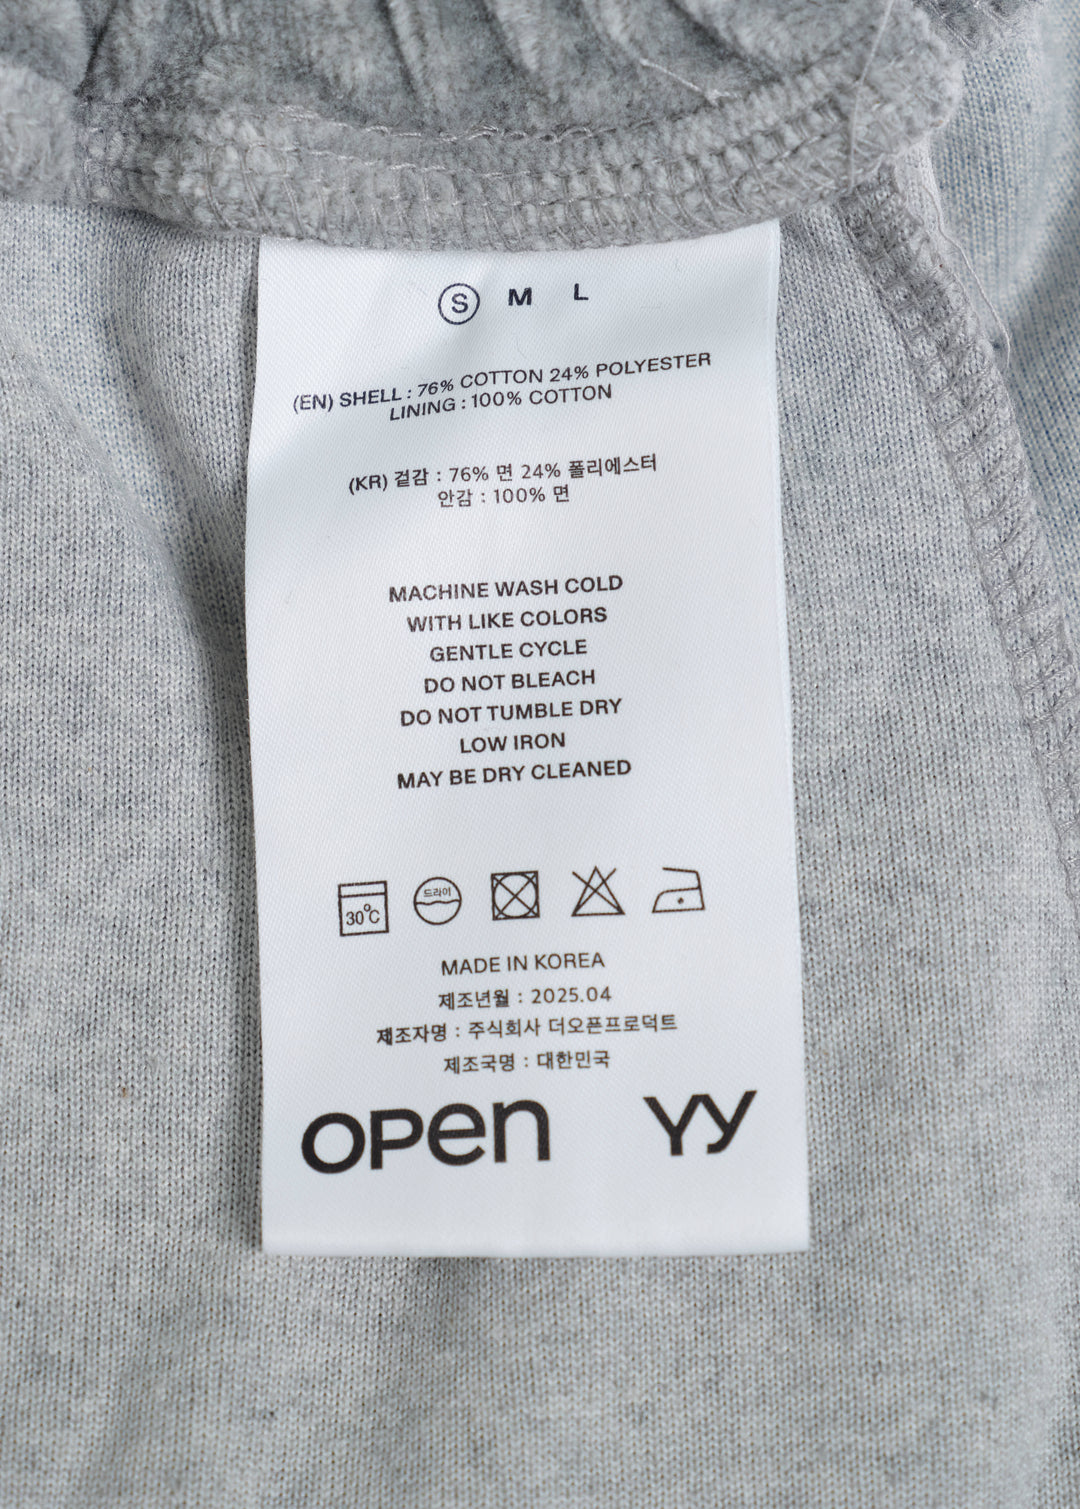 S M L
(EN) SHELL : 76% COTTON 24% POLYESTER
LINING : 100% COTTON
(KR) 겉감 : 76% 면 24% 폴리에스터
안감 : 100% 면
MACHINE WASH COLD
WITH LIKE COLORS
GENTLE CYCLE
DO NOT BLEACH
DO NOT TUMBLE DRY
LOW IRON
MAY BE DRY CLEANED
30°C 드라이
MADE IN KOREA
제조년월 : 2025.04
제조자명 : 주식회사 더오픈프로덕트
제조국명 : 대한민국
OPEN YY